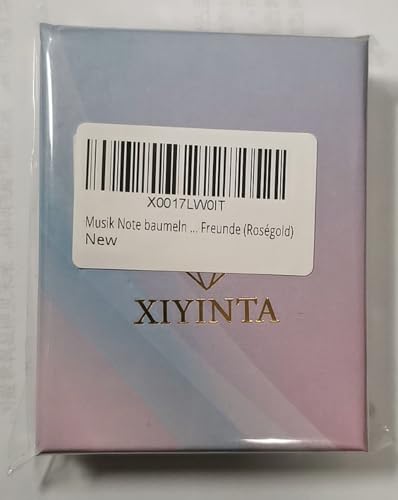 X0017LW0IT
Musik Note baumeln ... Freunde (Roségold)
New
XIYINTA